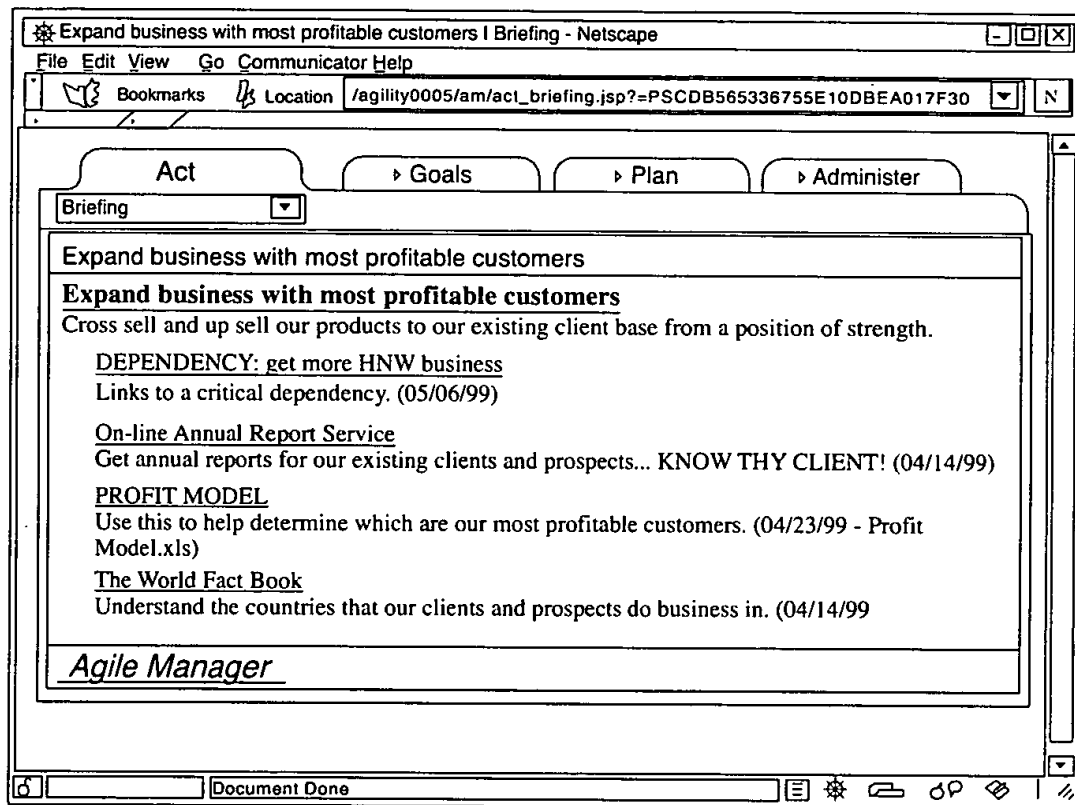 Expand business with most profitable customers I Briefing - Netscape
File Edit View Go Communicator Help
Bookmarks Location /agility0005/am/act_briefing.jsp?=PSCDB565336755E10DBEA017F30 N
Act Goals Plan Administer
Briefing
Expand business with most profitable customers
Expand business with most profitable customers
Cross sell and up sell our products to our existing client base from a position of strength.
DEPENDENCY: get more HNW business
Links to a critical dependency. (05/06/99)
On-line Annual Report Service
Get annual reports for our existing clients and prospects... KNOW THY CLIENT! (04/14/99)
PROFIT MODEL
Use this to help determine which are our most profitable customers. (04/23/99 - Profit
Model.xls)
The World Fact Book
Understand the countries that our clients and prospects do business in. (04/14/99
Agile Manager
Document Done